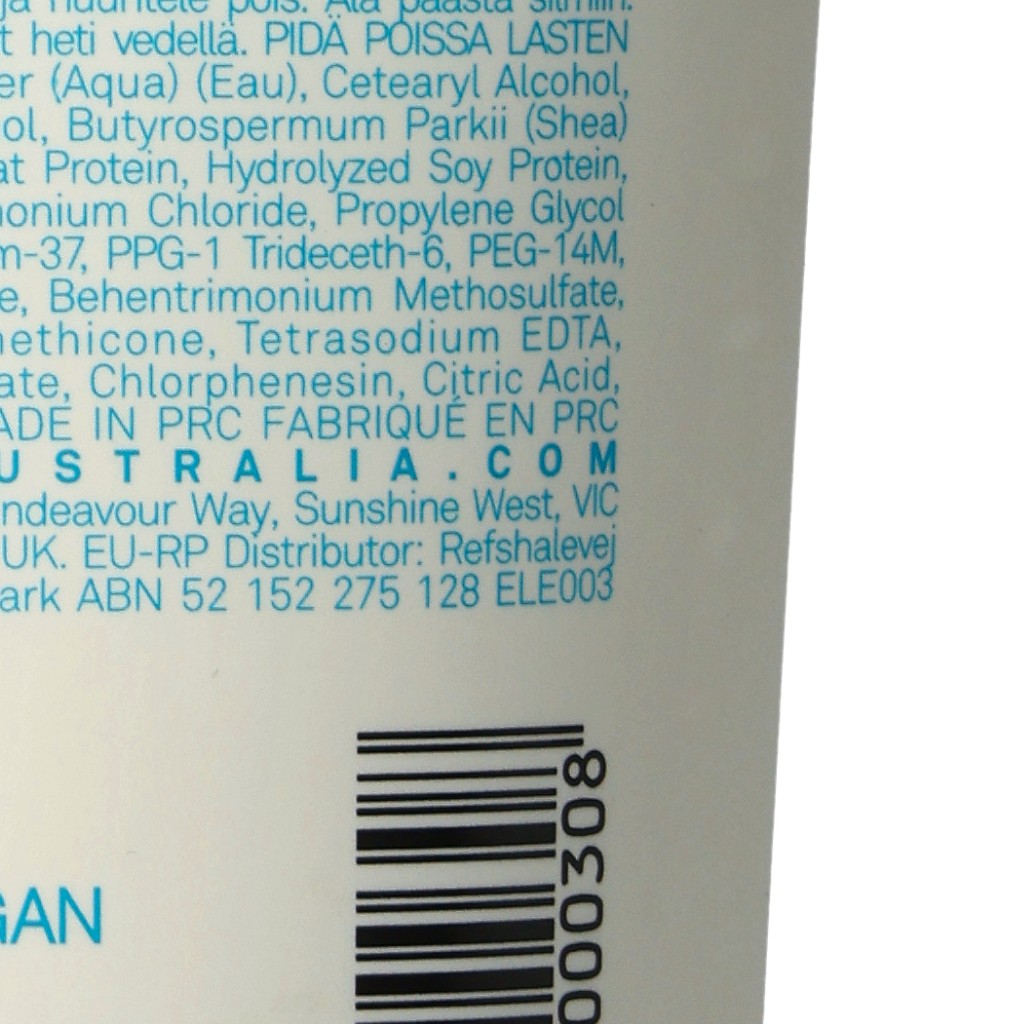 ja huuhtele pois. Älä päästä silmiin.
t heti vedellä. PIDÄ POISSA LASTEN
er (Aqua) (Eau), Cetearyl Alcohol,
ol, Butyrospermum Parkii (Shea)
at Protein, Hydrolyzed Soy Protein,
onium Chloride, Propylene Glycol
m-37, PPG-1 Trideceth-6, PEG-14M,
e, Behentrimonium Methosulfate,
ethicone, Tetrasodium EDTA,
ate, Chlorphenesin, Citric Acid,
ADE IN PRC FABRIQUÉ EN PRC
USTRALIA.COM
ndeavour Way, Sunshine West, VIC
UK. EU-RP Distributor: Refshalevej
ark ABN 52 152 275 128 ELE003
GAN
000308